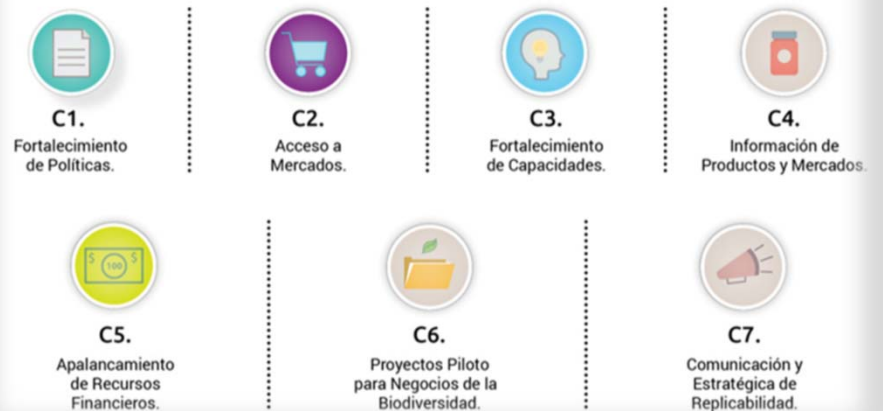 C1.
Fortalecimiento
de Políticas.
C2.
Acceso a
Mercados.
C3.
Fortalecimiento
de Capacidades.
C4.
Información de
Productos y Mercados.
$ 100 $
C5.
Apalancamiento
de Recursos
Financieros.
C6.
Proyectos Piloto
para Negocios de la
Biodiversidad.
C7.
Comunicación y
Estratégica de
Replicabilidad.